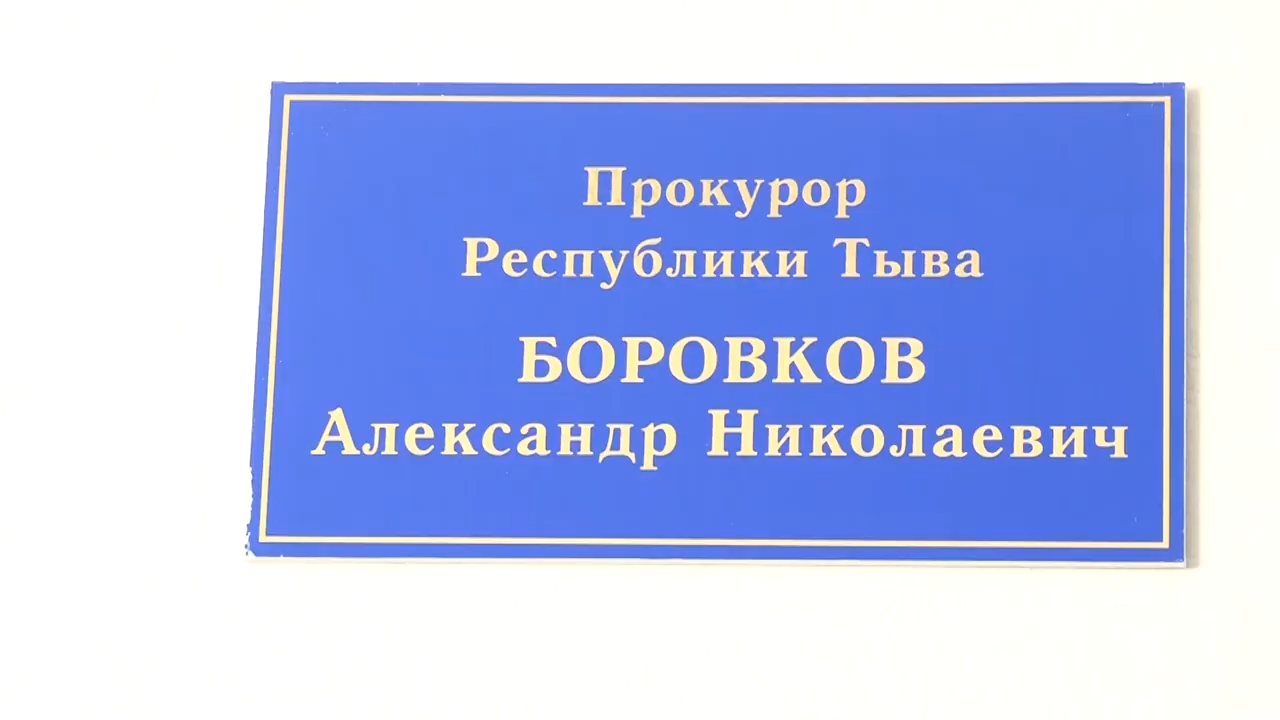 Прокурор
Республики Тыва
БОРОВКОВ
Александр Николаевич